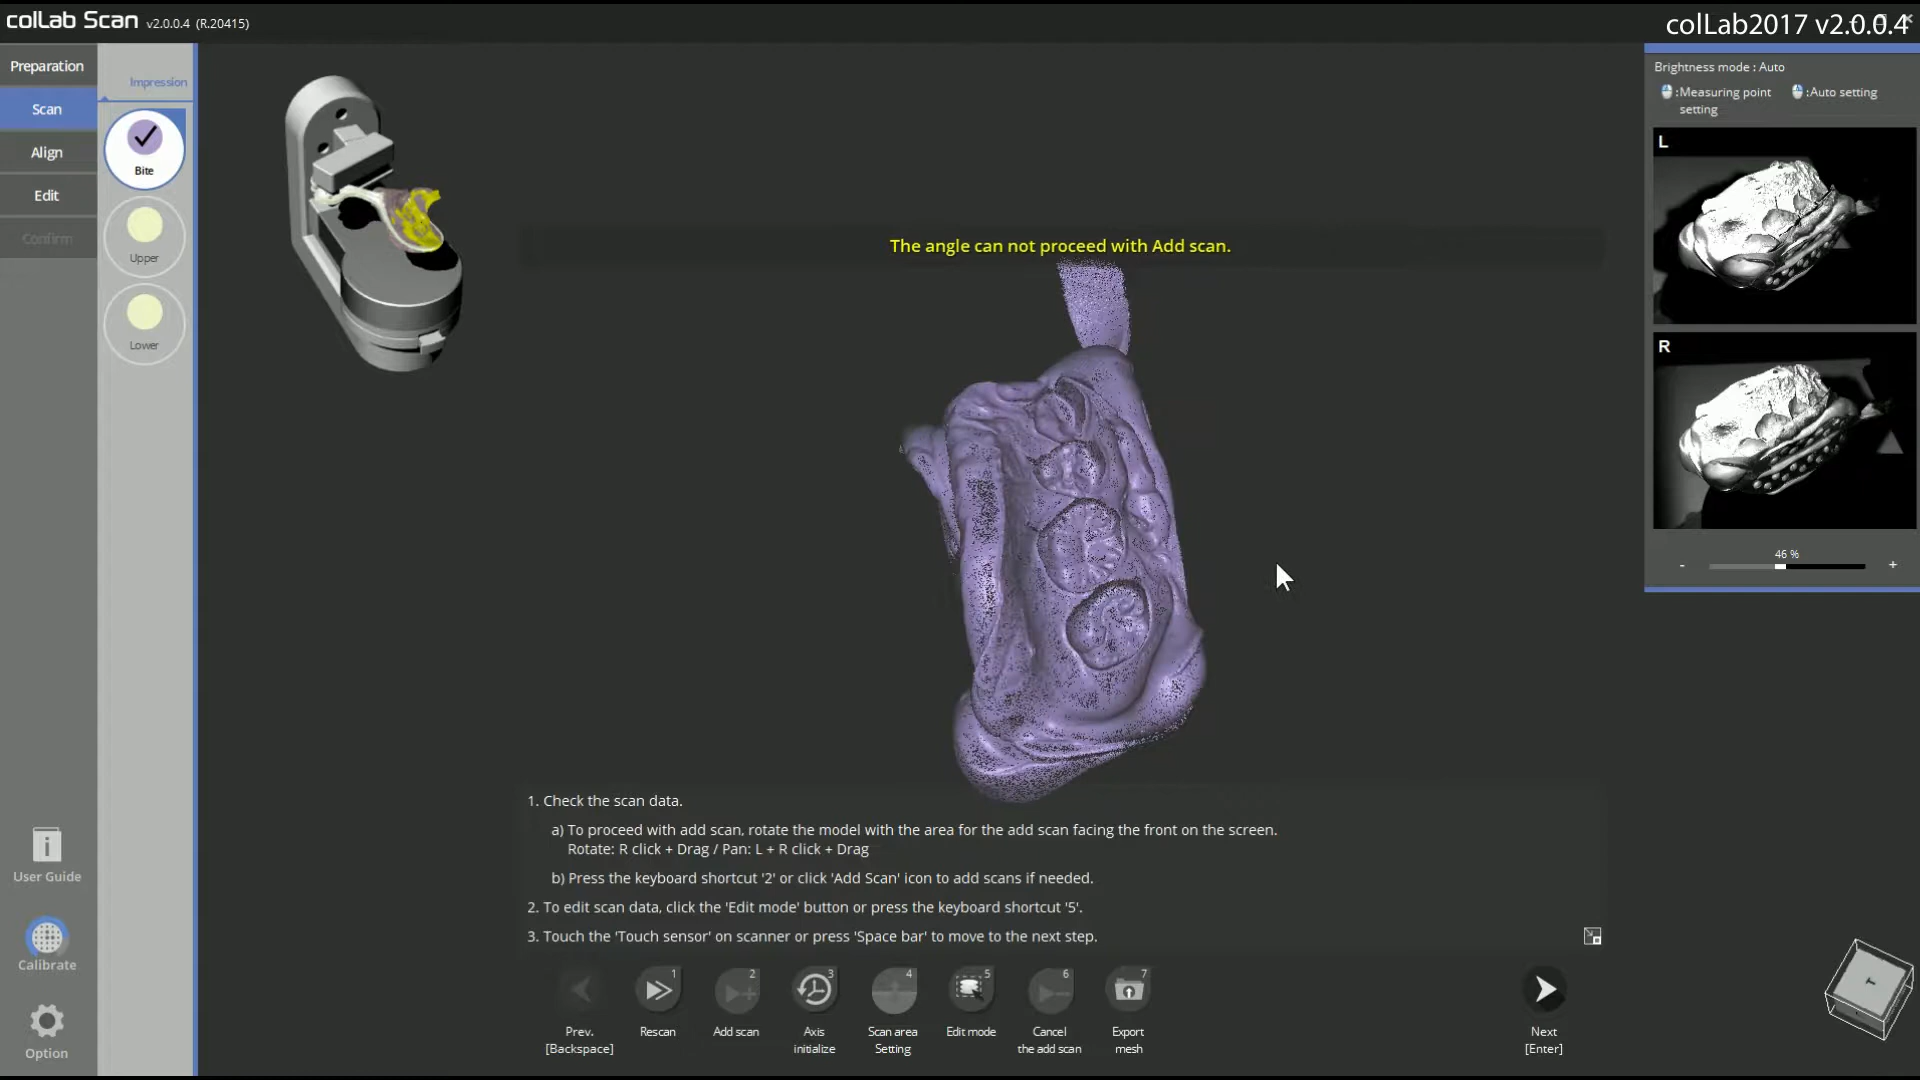 colLab Scan v2.0.0.4 (R.20415)
colLab2017 v2.0.0.4
Preparation
Scan
Align
Edit
Confirm
Impression
Bite
Upper
Lower
Brightness mode : Auto
:Measuring point
setting
:Auto setting
L
R
46 %
- +
The angle can not proceed with Add scan.
1. Check the scan data.
a) To proceed with add scan, rotate the model with the area for the add scan facing the front on the screen.
Rotate: R click + Drag / Pan: L + R click + Drag
b) Press the keyboard shortcut '2' or click 'Add Scan' icon to add scans if needed.
2. To edit scan data, click the 'Edit mode' button or press the keyboard shortcut '5'.
3. Touch the 'Touch sensor' on scanner or press 'Space bar' to move to the next step.
User Guide
Calibrate
Option
Prev.
[Backspace]
1
Rescan
2
Add scan
3
Axis
initialize
4
Scan area
Setting
5
Edit mode
6
Cancel
the add scan
7
Export
mesh
Next
[Enter]
T